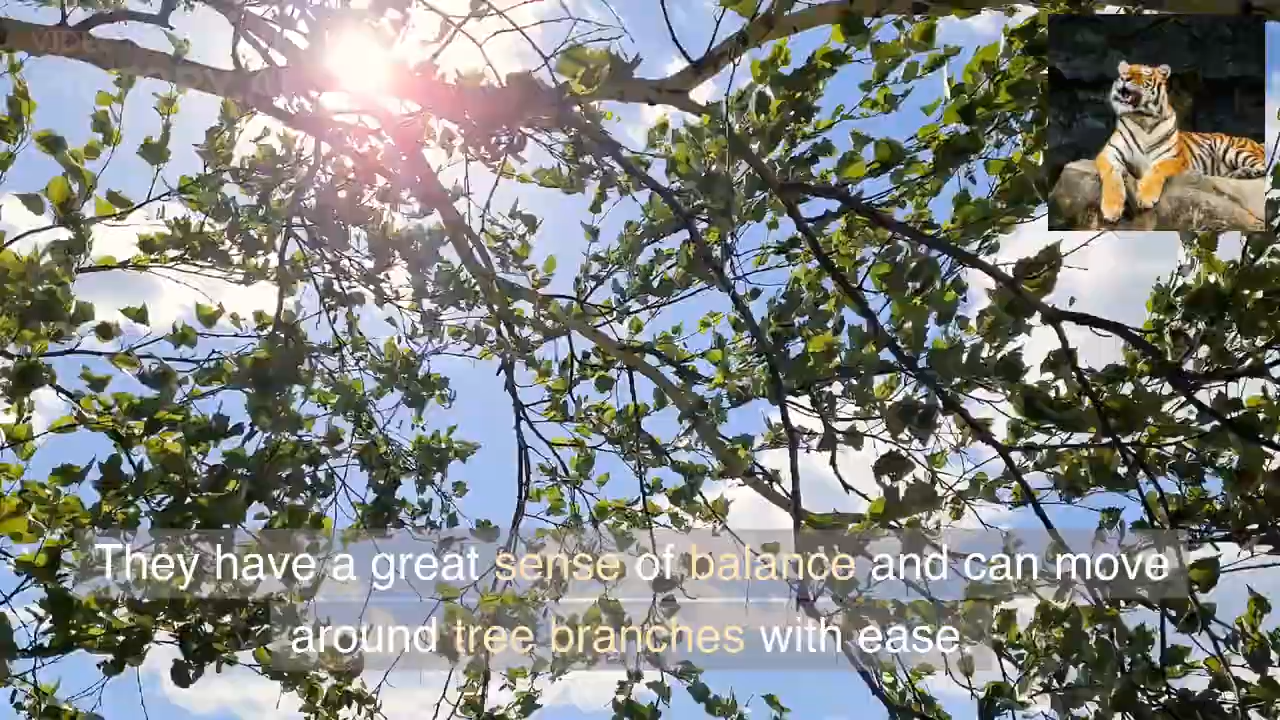 They have a great sense of balance and can move
around tree branches with ease